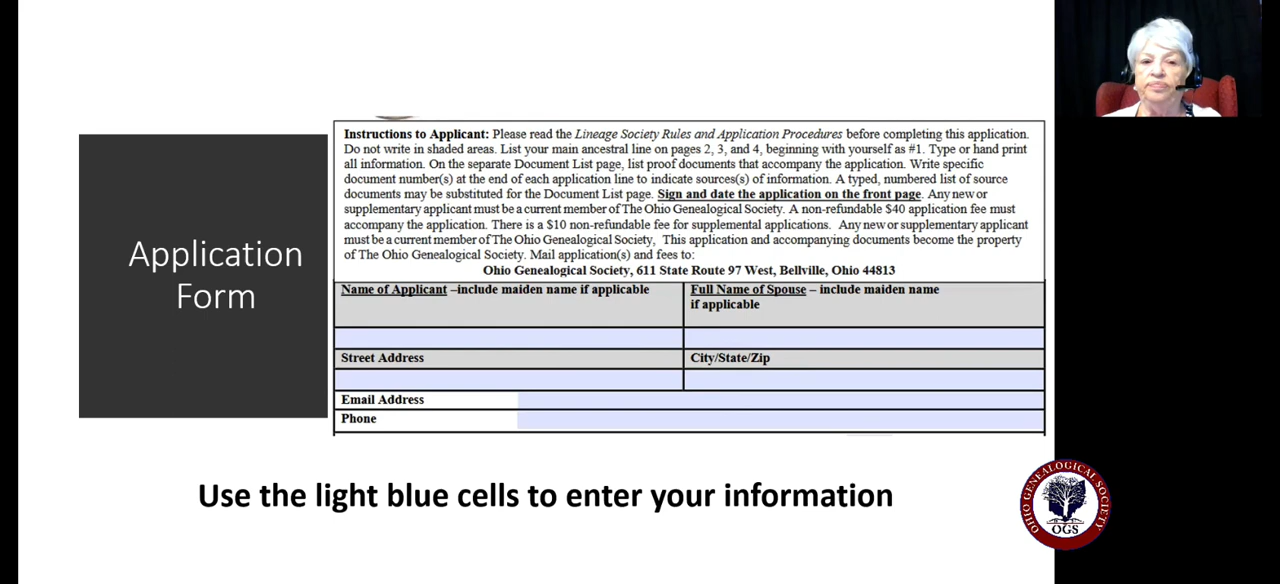 Application
Form
Instructions to Applicant: Please read the Lineage Society Rules and Application Procedures before completing this application.
Do not write in shaded areas. List your main ancestral line on pages 2, 3, and 4, beginning with yourself as #1. Type or hand print
all information. On the separate Document List page, list proof documents that accompany the application. Write specific
document number(s) at the end of each application line to indicate sources(s) of information. A typed, numbered list of source
documents may be substituted for the Document List page. Sign and date the application on the front page. Any new or
supplementary applicant must be a current member of The Ohio Genealogical Society. A non-refundable $40 application fee must
accompany the application. There is a $10 non-refundable fee for supplemental applications. Any new or supplementary applicant
must be a current member of The Ohio Genealogical Society, This application and accompanying documents become the property
of The Ohio Genealogical Society. Mail application(s) and fees to:
Ohio Genealogical Society, 611 State Route 97 West, Bellville, Ohio 44813
Name of Applicant –include maiden name if applicable
Full Name of Spouse – include maiden name
if applicable
Street Address
City/State/Zip
Email Address
Phone
Use the light blue cells to enter your information
OHIO GENEALOGICAL SOCIETY
OGS